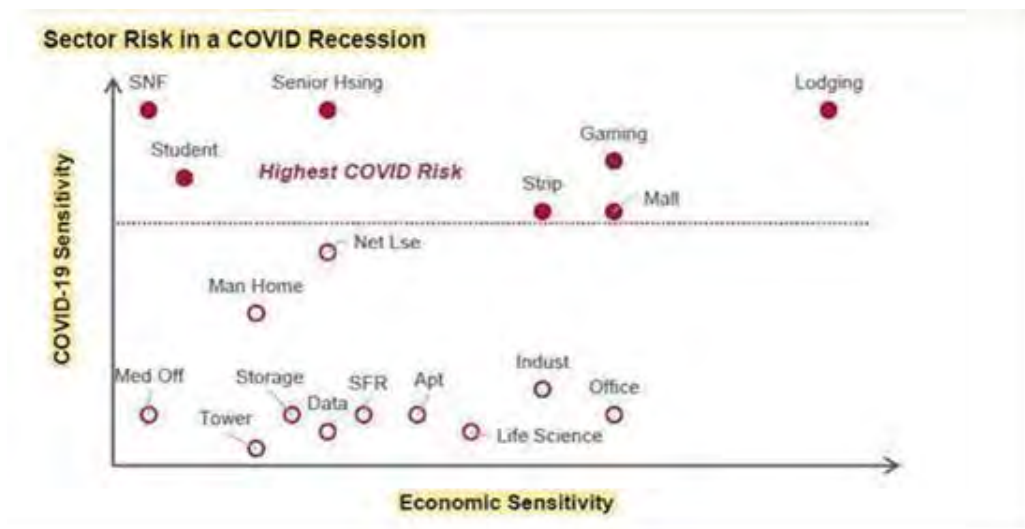 Sector Risk in a COVID Recession
SNF
Senior Hsing
Lodging
Student
Gaming
Highest COVID Risk
Strip
Mall
COVID-19 Sensitivity
Net Lse
Man Home
Med Off
Storage
SFR
Apt
Indust
Office
Tower
Data
Life Science
Economic Sensitivity